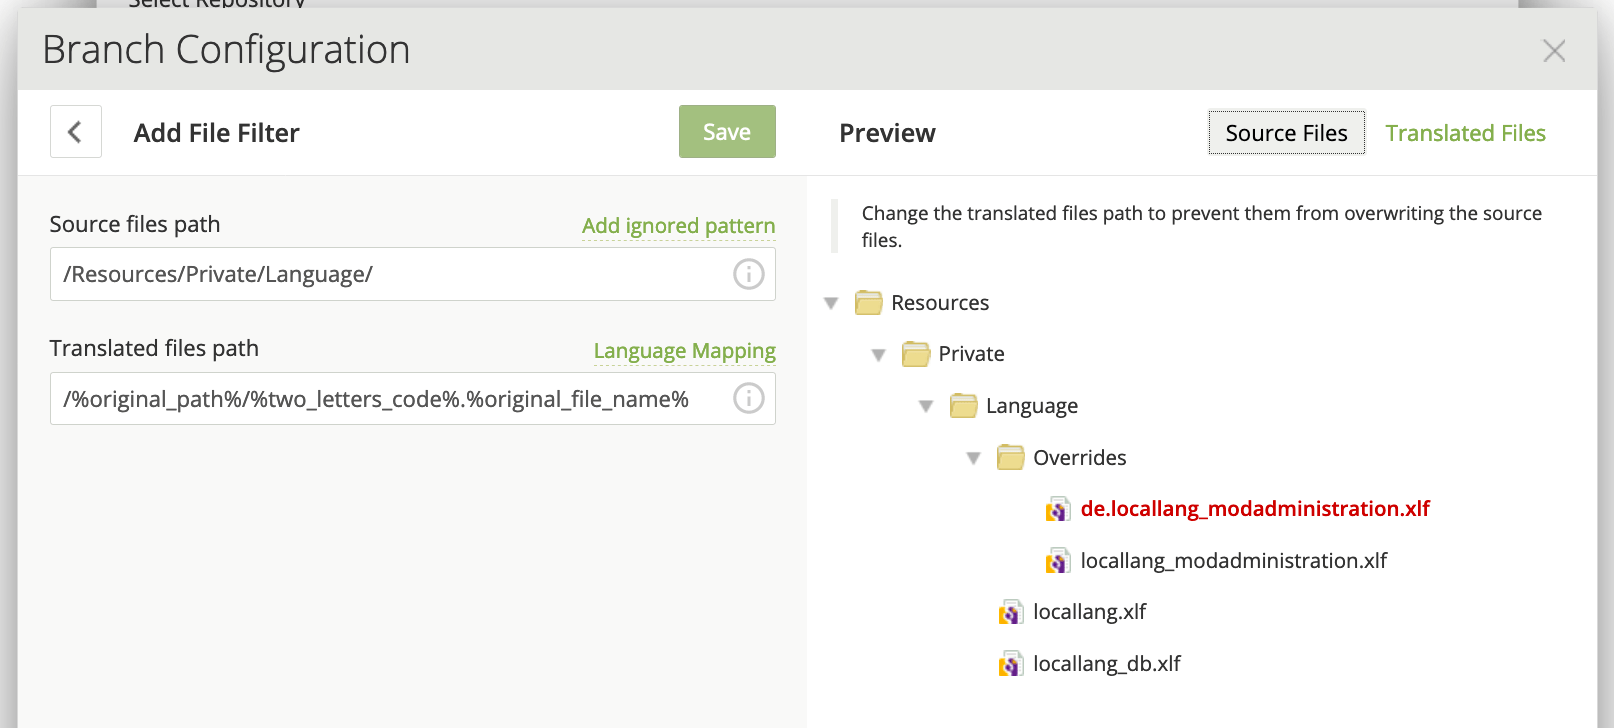 Select Repository
Branch Configuration
Add File Filter
Save
Preview
Source Files
Translated Files
Source files path
Add ignored pattern
/Resources/Private/Language/
Translated files path
Language Mapping
/%original_path%/%two_letters_code%.%original_file_name%
Change the translated files path to prevent them from overwriting the source
files.
Resources
Private
Language
Overrides
de.locallang_modadministration.xlf
locallang_modadministration.xlf
locallang.xlf
locallang_db.xlf